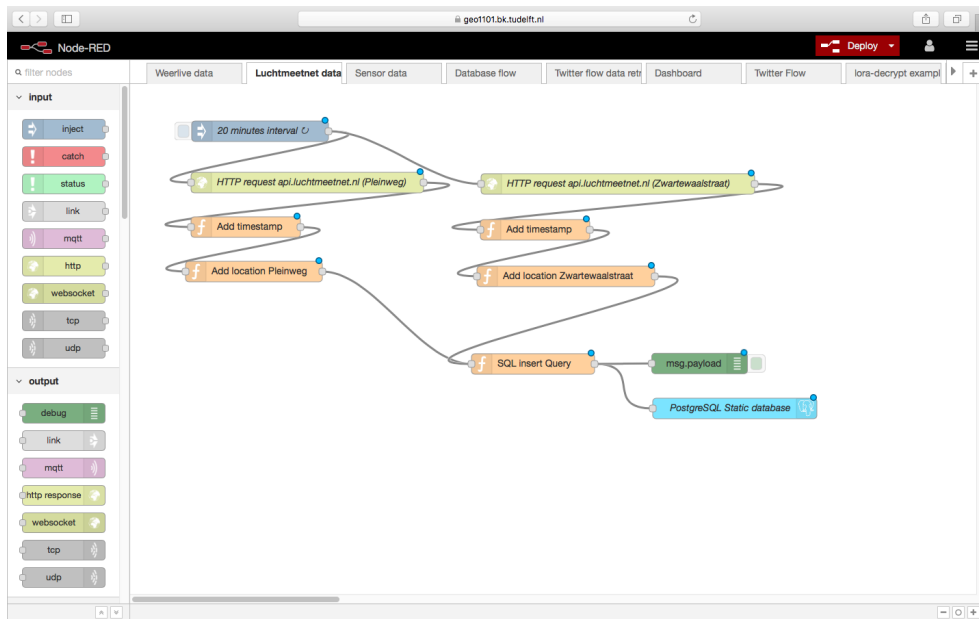 geo1101.bk.tudelft.nl
Node-RED
Deploy
filter nodes
Weerlive data
Luchtmeetnet data
Sensor data
Database flow
Twitter flow data retr
Dashboard
Twitter Flow
lora-decrypt exampl
input
inject
catch
status
link
mqtt
http
websocket
tcp
udp
output
debug
link
mqtt
http response
websocket
tcp
udp
20 minutes interval ↻
HTTP request api.luchtmeetnet.nl (Pleinweg)
HTTP request api.luchtmeetnet.nl (Zwartewaalstraat)
Add timestamp
Add timestamp
Add location Pleinweg
Add location Zwartewaalstraat
SQL insert Query
msg.payload
PostgreSQL Static database